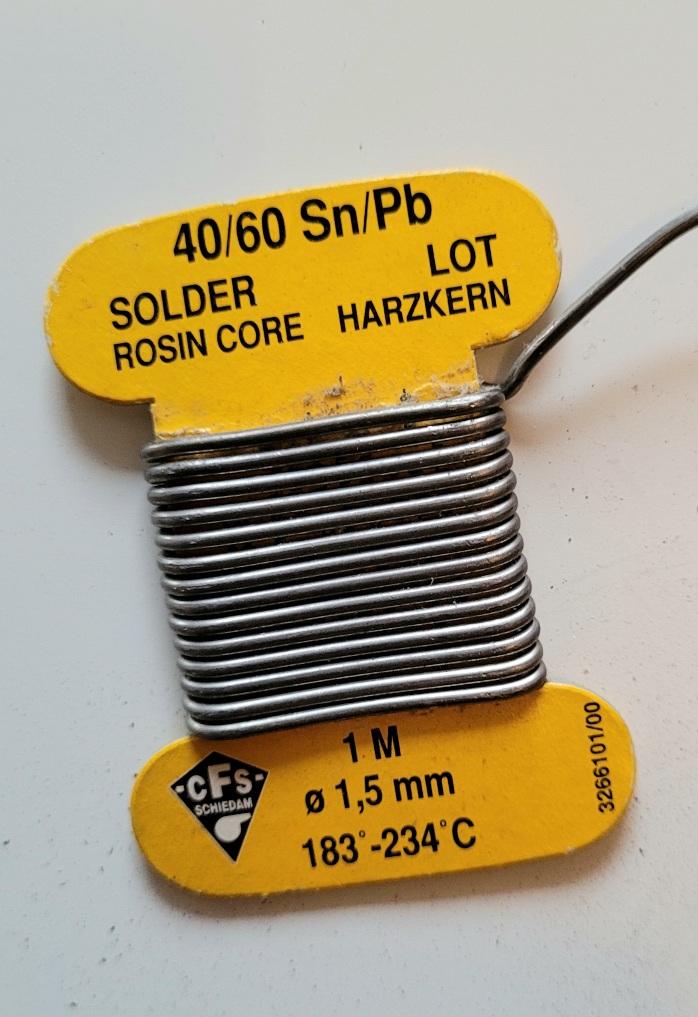 40/60 Sn/Pb
SOLDER
ROSIN CORE
LOT
HARZKERN
1 M
ø 1,5 mm
183°-234°C
-cFs-
SCHIEDAM
3266101/00